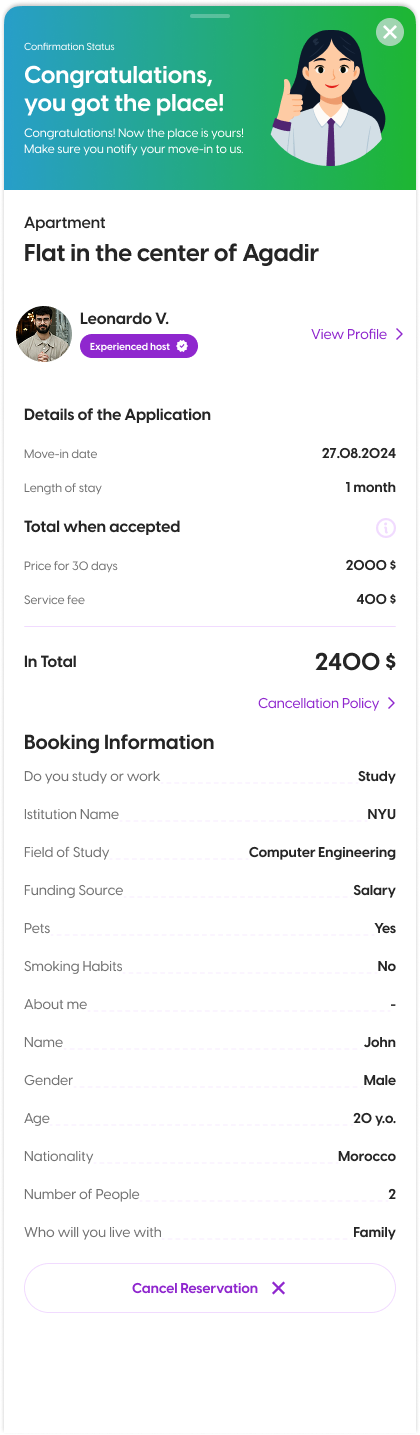 Confirmation Status
Congratulations,
you got the place!
Congratulations! Now the place is yours!
Make sure you notify your move-in to us.
Apartment
Flat in the center of Agadir
Leonardo V.
Experienced host
View Profile
Details of the Application
Move-in date 27.08.2024
Length of stay 1 month
Total when accepted
Price for 30 days 2000 $
Service fee 400 $
In Total 2400 $
Cancellation Policy
Booking Information
Do you study or work Study
Istitution Name NYU
Field of Study Computer Engineering
Funding Source Salary
Pets Yes
Smoking Habits No
About me -
Name John
Gender Male
Age 20 y.o.
Nationality Morocco
Number of People 2
Who will you live with Family
Cancel Reservation